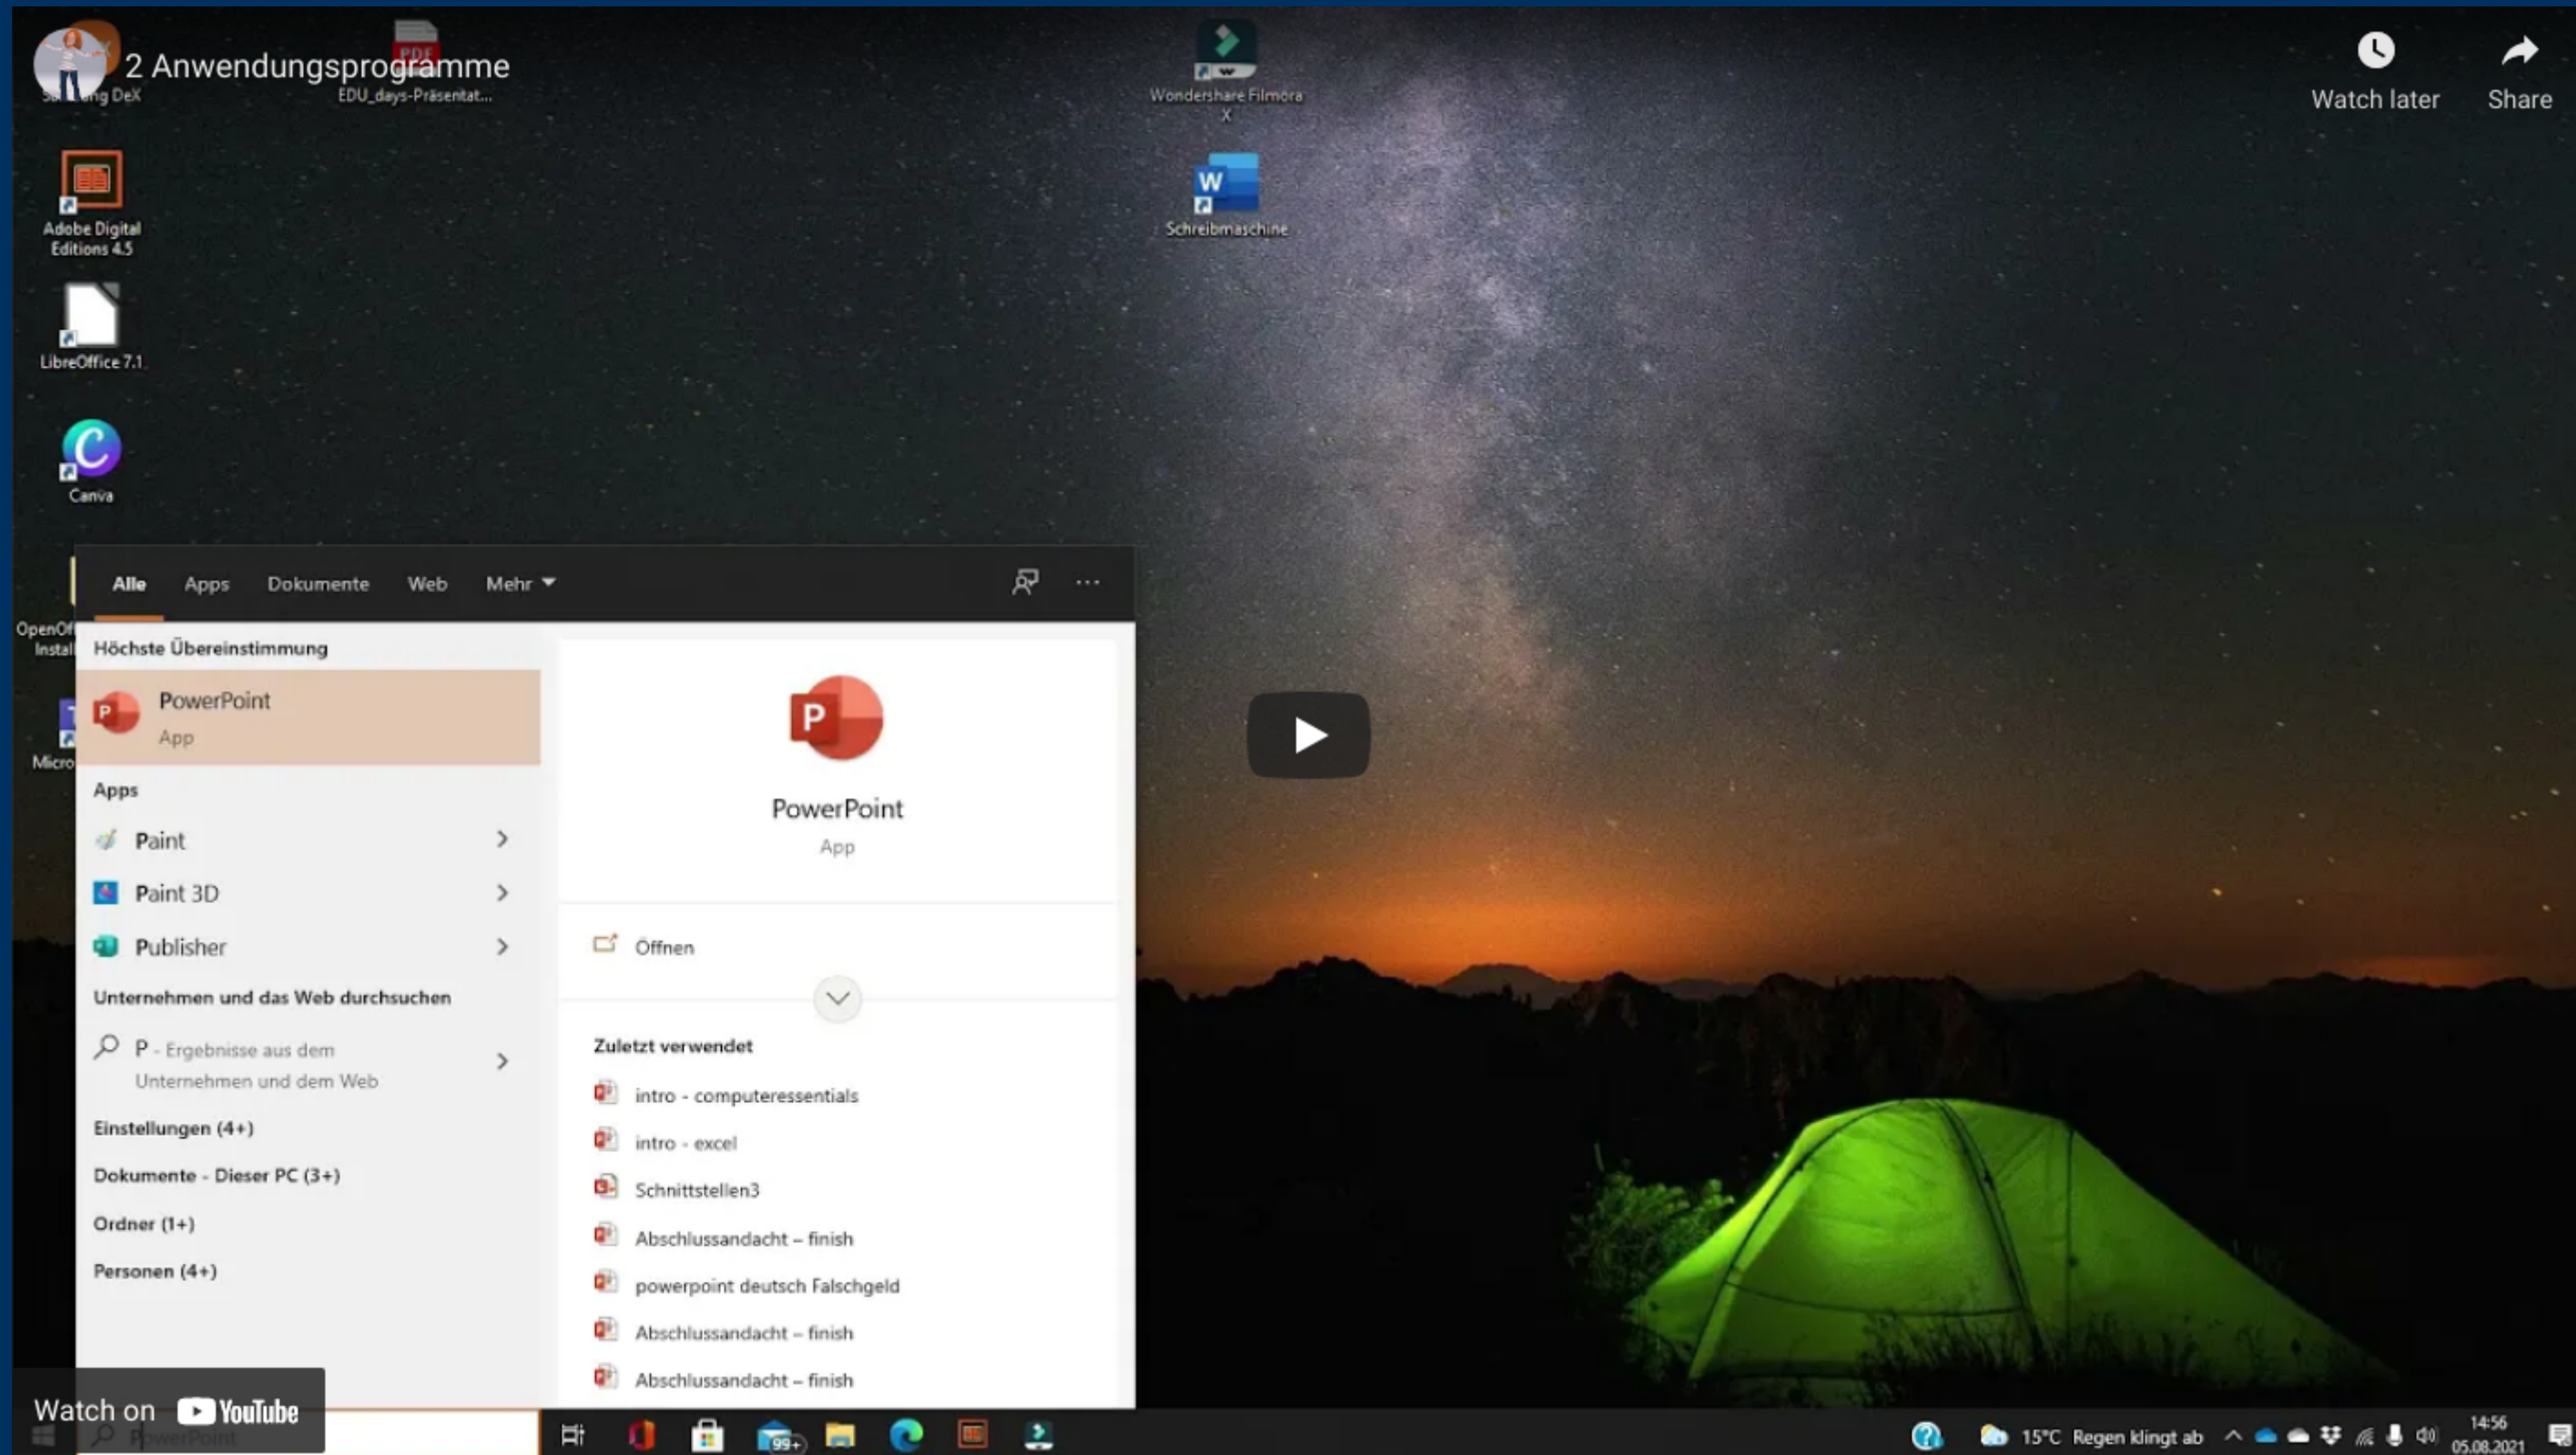 2 Anwendungsprogramme
Watch later
Share
PDF
EDU_days-Präsentat...
Wondershare Filmora
X
Adobe Digital
Editions 4.5
W
Schreibmaschine
LibreOffice 7.1
Canva
Alle Apps Dokumente Web Mehr
Höchste Übereinstimmung
PowerPoint
App
Apps
Paint
Paint 3D
Publisher
Unternehmen und das Web durchsuchen
P - Ergebnisse aus dem
Unternehmen und dem Web
Einstellungen (4+)
Dokumente - Dieser PC (3+)
Ordner (1+)
Personen (4+)
P
PowerPoint
App
Öffnen
Zuletzt verwendet
intro - computeressentials
intro - excel
Schnittstellen3
Abschlussandacht – finish
powerpoint deutsch Falschgeld
Abschlussandacht – finish
Abschlussandacht – finish
Watch on YouTube
PowerPoint
99+
15°C Regen klingt ab
14:56
05.08.2021